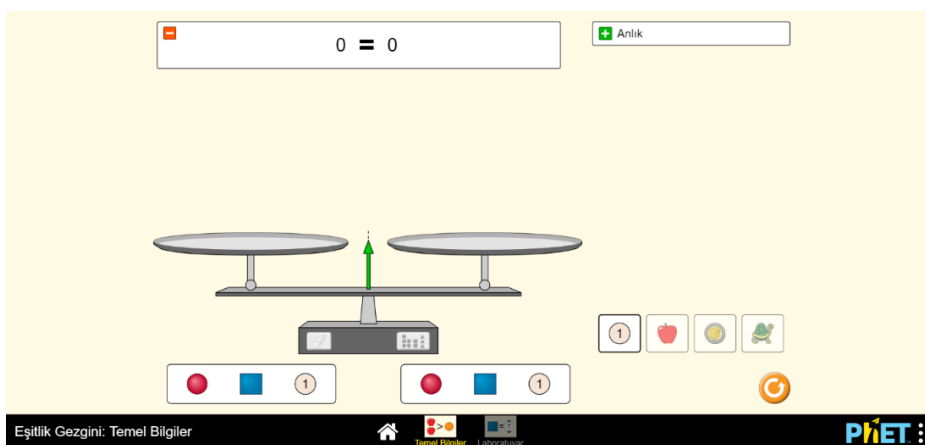 0 = 0
Anlık
1
1
1
Eşitlik Gezgini: Temel Bilgiler
Temel Bilgiler
= ?
Laboratuvar
PhET